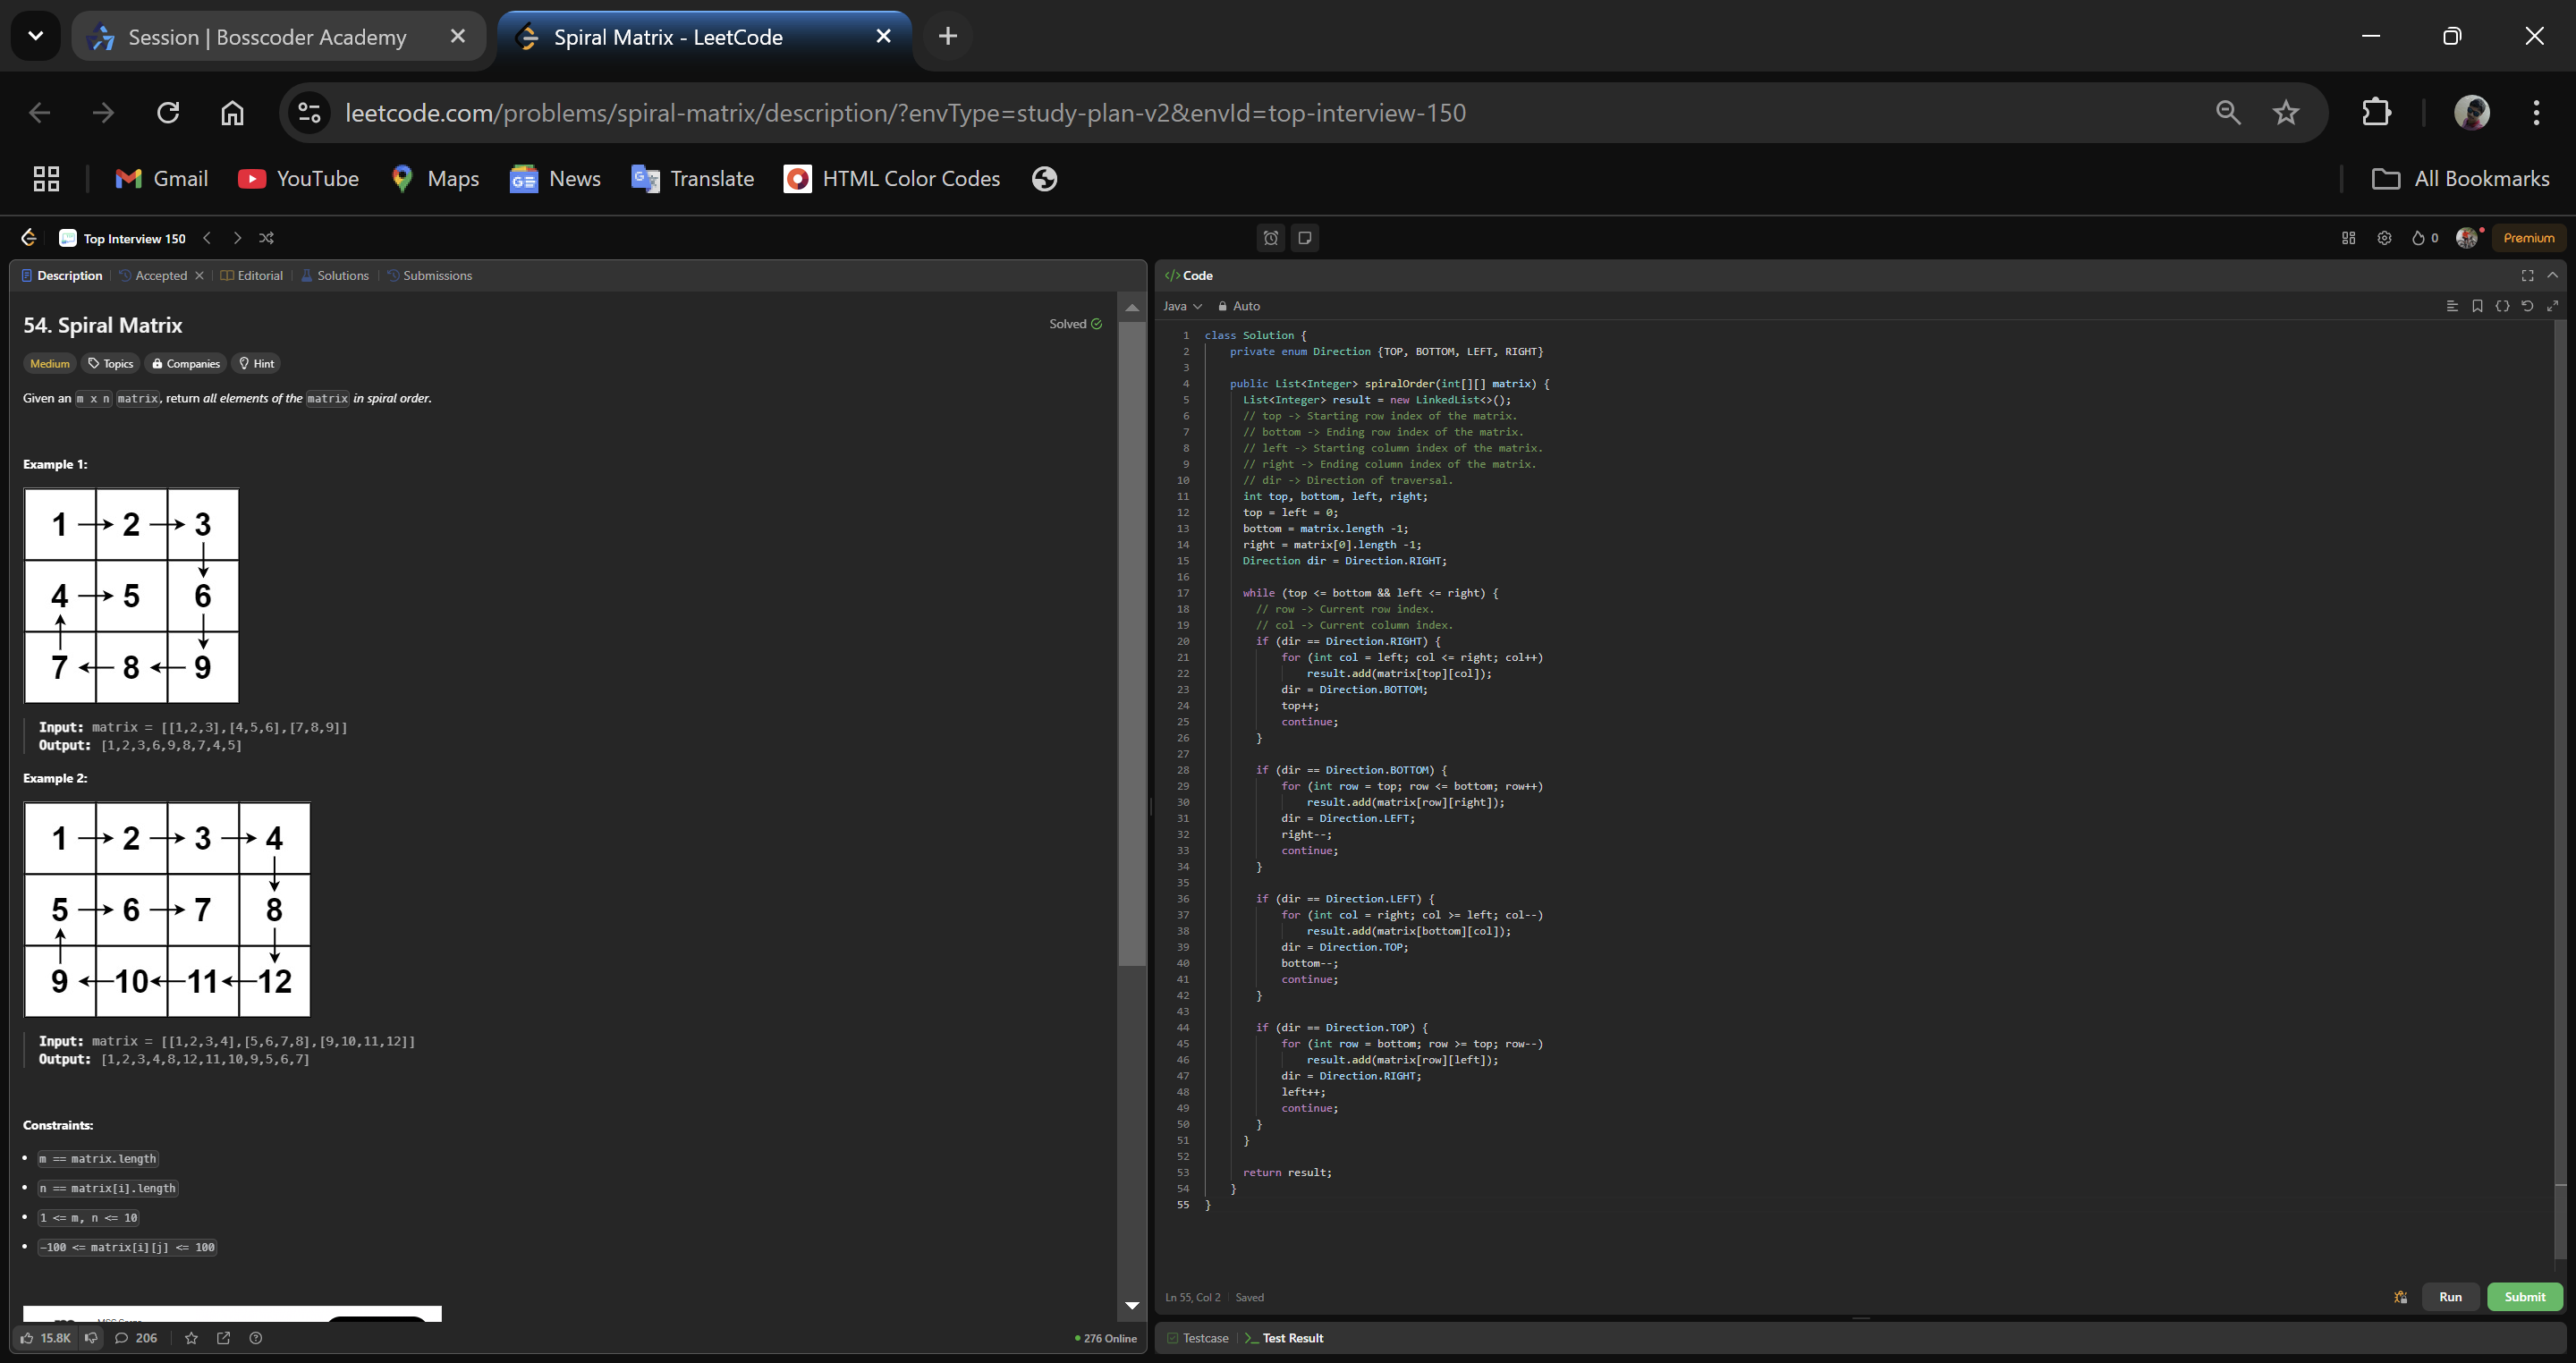 Session | Bosscoder Academy
Spiral Matrix - LeetCode
leetcode.com/problems/spiral-matrix/description/?envType=study-plan-v2&envId=top-interview-150
Gmail
YouTube
Maps
News
Translate
HTML Color Codes
All Bookmarks
Top Interview 150
0
Premium
Description
Accepted
Editorial
Solutions
Submissions
54. Spiral Matrix
Solved
Medium
Topics
Companies
Hint
Given an m x n matrix, return all elements of the matrix in spiral order.
Example 1:
1 2 3
4 5 6
7 8 9
Input: matrix = [[1,2,3],[4,5,6],[7,8,9]]
Output: [1,2,3,6,9,8,7,4,5]
Example 2:
1 2 3 4
5 6 7 8
9 10 11 12
Input: matrix = [[1,2,3,4],[5,6,7,8],[9,10,11,12]]
Output: [1,2,3,4,8,12,11,10,9,5,6,7]
Constraints:
m == matrix.length
n == matrix[i].length
1 <= m, n <= 10
-100 <= matrix[i][j] <= 100
15.8K
206
276 Online
</> Code
Java
Auto
1 class Solution {
2 private enum Direction {TOP, BOTTOM, LEFT, RIGHT}
3
4 public List<Integer> spiralOrder(int[][] matrix) {
5 List<Integer> result = new LinkedList<>();
6 // top -> Starting row index of the matrix.
7 // bottom -> Ending row index of the matrix.
8 // left -> Starting column index of the matrix.
9 // right -> Ending column index of the matrix.
10 // dir -> Direction of traversal.
11 int top, bottom, left, right;
12 top = left = 0;
13 bottom = matrix.length -1;
14 right = matrix[0].length -1;
15 Direction dir = Direction.RIGHT;
16
17 while (top <= bottom && left <= right) {
18 // row -> Current row index.
19 // col -> Current column index.
20 if (dir == Direction.RIGHT) {
21 for (int col = left; col <= right; col++)
22 result.add(matrix[top][col]);
23 dir = Direction.BOTTOM;
24 top++;
25 continue;
26 }
27
28 if (dir == Direction.BOTTOM) {
29 for (int row = top; row <= bottom; row++)
30 result.add(matrix[row][right]);
31 dir = Direction.LEFT;
32 right--;
33 continue;
34 }
35
36 if (dir == Direction.LEFT) {
37 for (int col = right; col >= left; col--)
38 result.add(matrix[bottom][col]);
39 dir = Direction.TOP;
40 bottom--;
41 continue;
42 }
43
44 if (dir == Direction.TOP) {
45 for (int row = bottom; row >= top; row--)
46 result.add(matrix[row][left]);
47 dir = Direction.RIGHT;
48 left++;
49 continue;
50 }
51 }
52
53 return result;
54 }
55 }
Ln 55, Col 2
Saved
Run
Submit
Testcase
Test Result